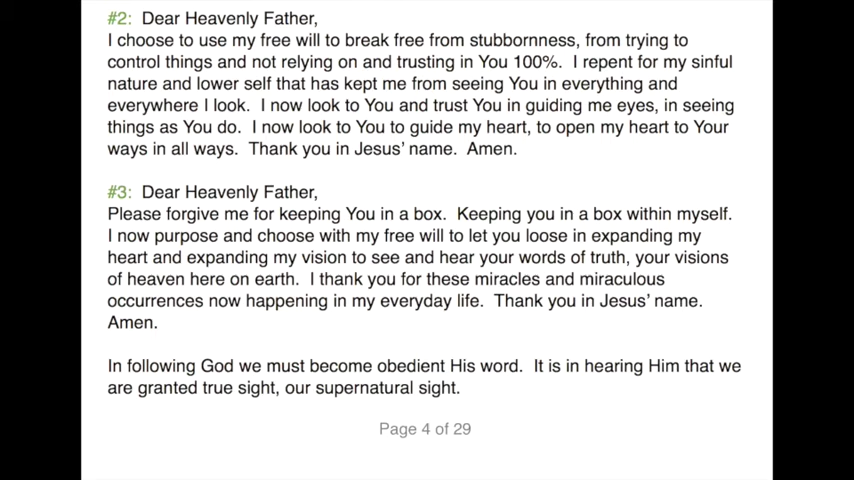 #2: Dear Heavenly Father,
I choose to use my free will to break free from stubbornness, from trying to
control things and not relying on and trusting in You 100%. I repent for my sinful
nature and lower self that has kept me from seeing You in everything and
everywhere I look. I now look to You and trust You in guiding me eyes, in seeing
things as You do. I now look to You to guide my heart, to open my heart to Your
ways in all ways. Thank you in Jesus’ name. Amen.
#3: Dear Heavenly Father,
Please forgive me for keeping You in a box. Keeping you in a box within myself.
I now purpose and choose with my free will to let you loose in expanding my
heart and expanding my vision to see and hear your words of truth, your visions
of heaven here on earth. I thank you for these miracles and miraculous
occurrences now happening in my everyday life. Thank you in Jesus’ name.
Amen.
In following God we must become obedient His word. It is in hearing Him that we
are granted true sight, our supernatural sight.
Page 4 of 29